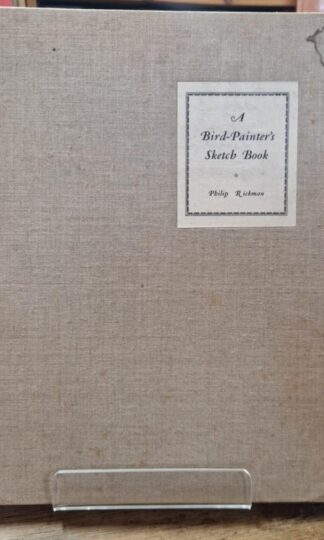 A
Bird-Painter's
Sketch Book
Philip Rickman